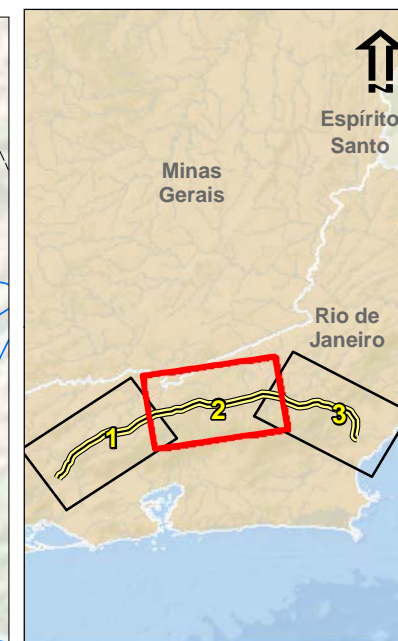 N
Espírito
Santo
Minas
Gerais
Rio de
Janeiro
1
2
3